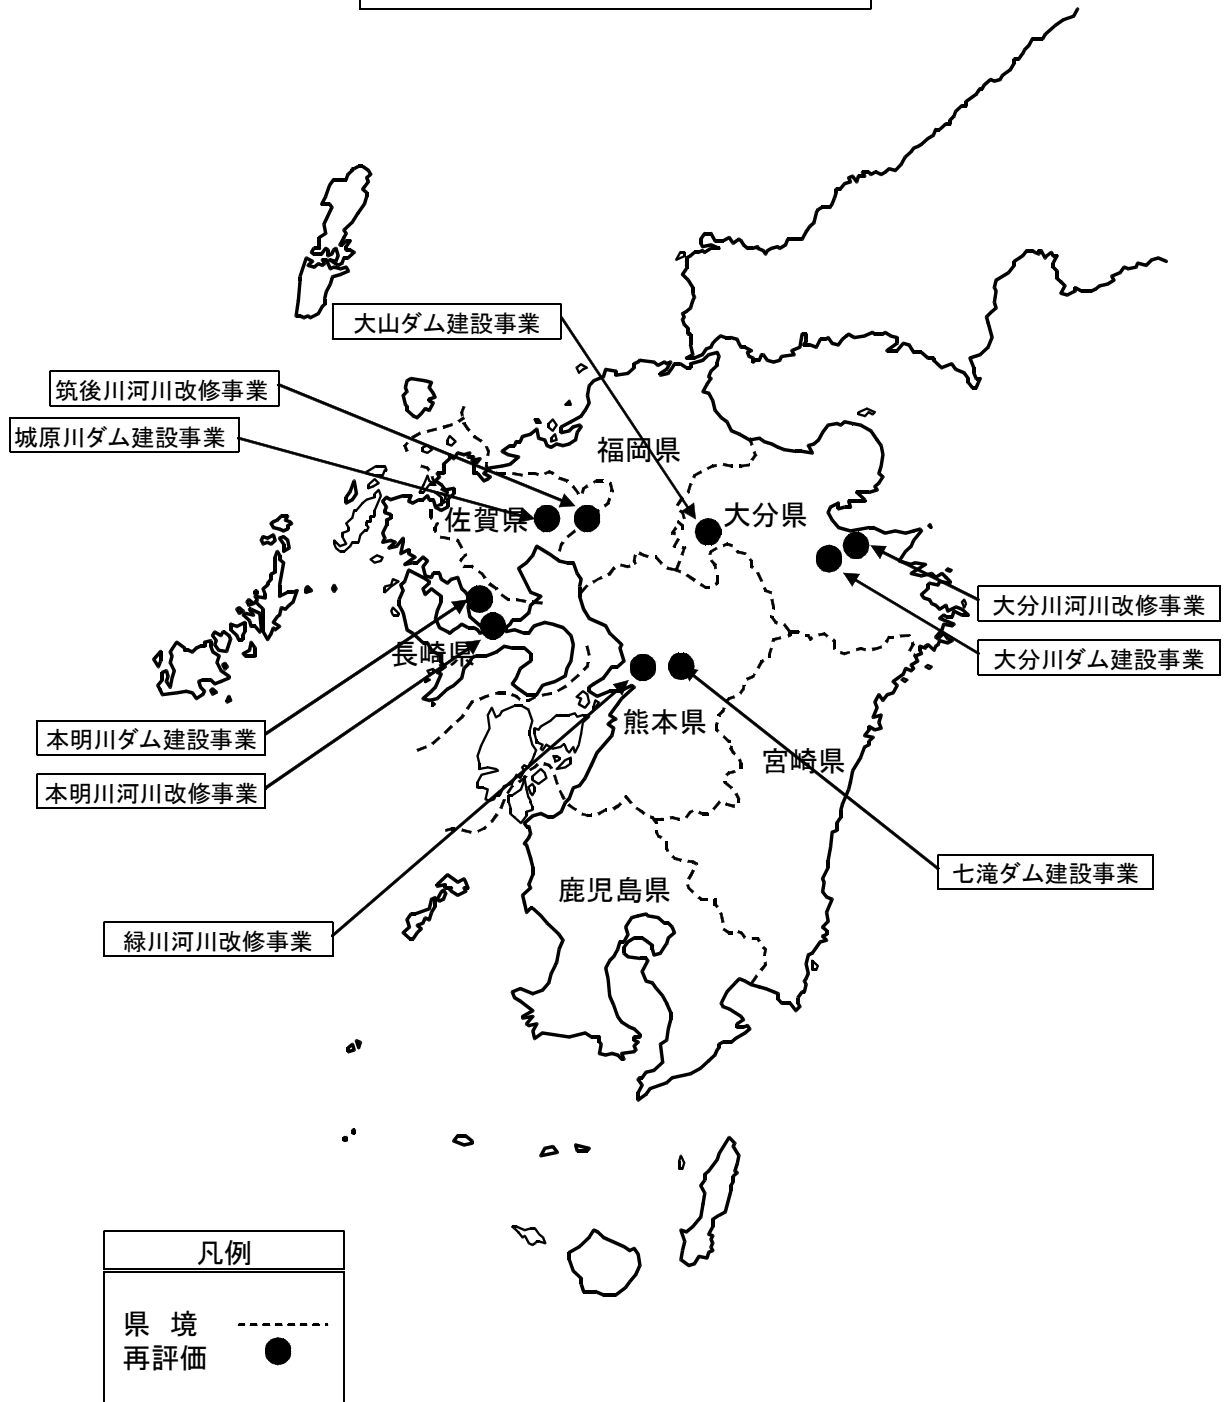 大山ダム建設事業
筑後川河川改修事業
城原川ダム建設事業
福岡県
佐賀県
大分県
大分川河川改修事業
長崎県
大分川ダム建設事業
熊本県
本明川ダム建設事業
宮崎県
本明川河川改修事業
七滝ダム建設事業
鹿児島県
緑川河川改修事業
凡例
県 境
再評価